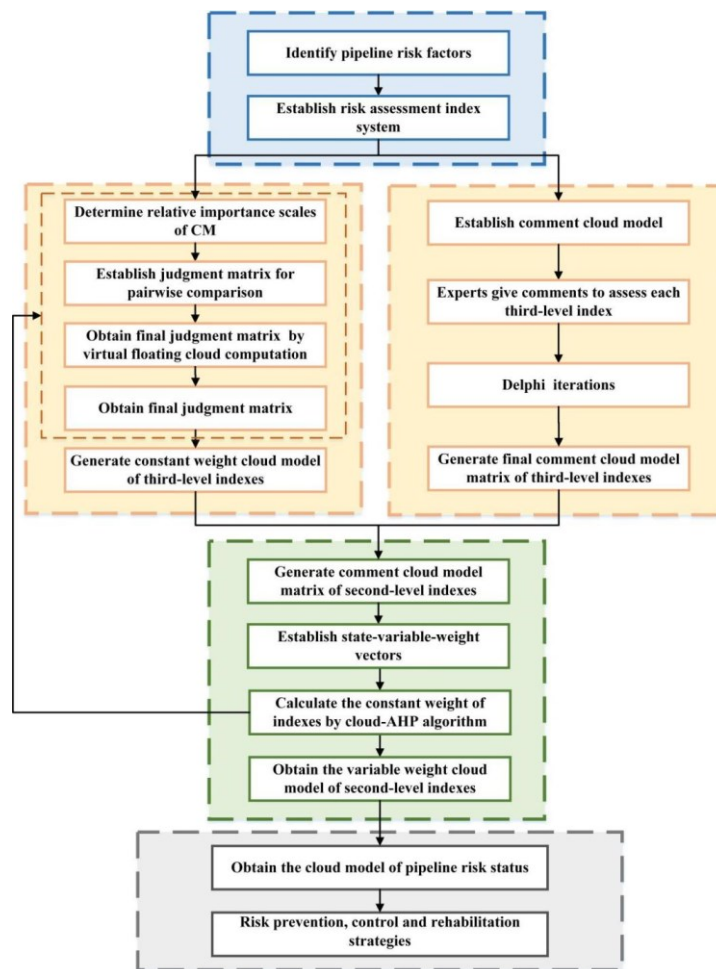 Identify pipeline risk factors
Establish risk assessment index
system
Determine relative importance scales
of CM
Establish judgment matrix for
pairwise comparison
Obtain final judgment matrix by
virtual floating cloud computation
Obtain final judgment matrix
Generate constant weight cloud model
of third-level indexes
Establish comment cloud model
Experts give comments to assess each
third-level index
Delphi iterations
Generate final comment cloud model
matrix of third-level indexes
Generate comment cloud model
matrix of second-level indexes
Establish state-variable-weight
vectors
Calculate the constant weight of
indexes by cloud-AHP algorithm
Obtain the variable weight cloud
model of second-level indexes
Obtain the cloud model of pipeline risk status
Risk prevention, control and rehabilitation
strategies